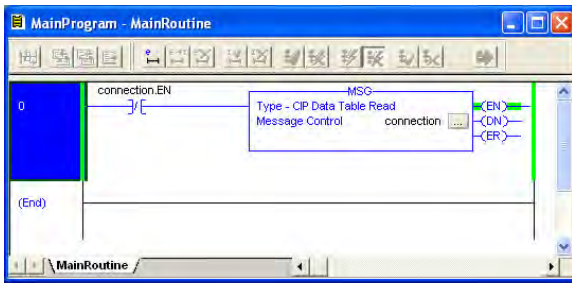 MainProgram - MainRoutine
connection.EN
MSG
0
Type - CIP Data Table Read
EN
Message Control connection ...
DN
ER
(End)
MainRoutine